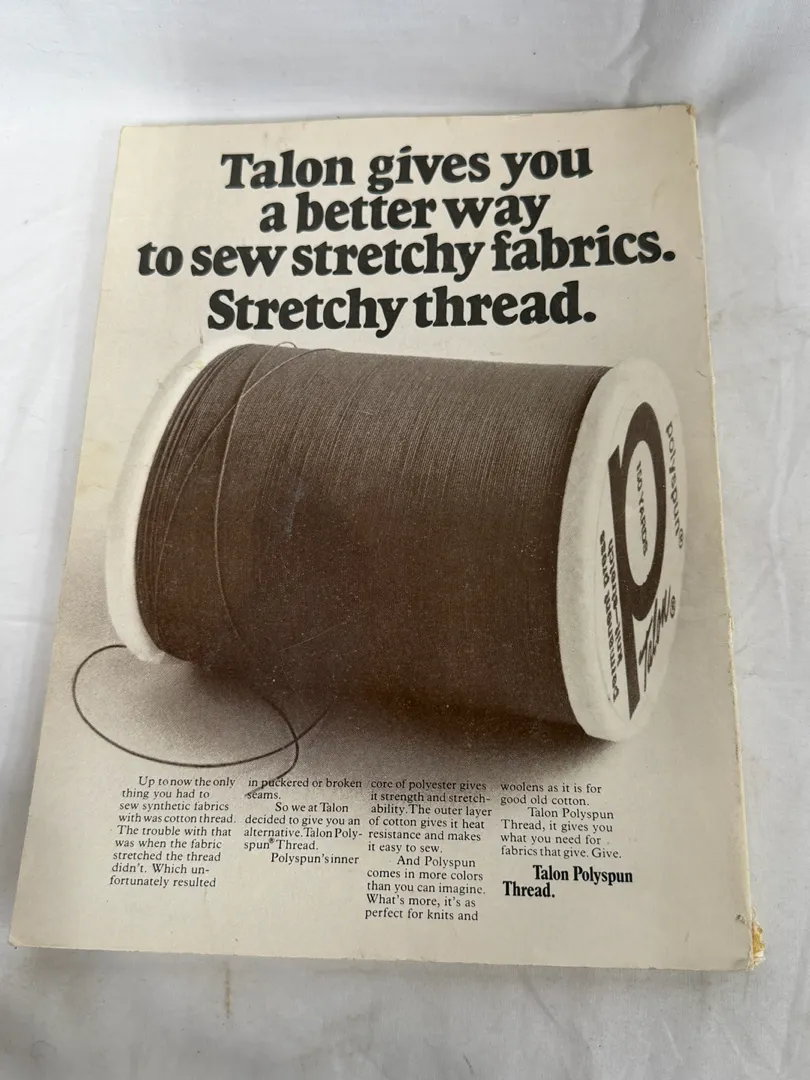 Talon gives you
a better way
to sew stretchy fabrics.
Stretchy thread.
polyspun®
150 YARDS
p
knit-stretch
Talon®
Up to now the only
thing you had to
sew synthetic fabrics
with was cotton thread.
The trouble with that
was when the fabric
stretched the thread
didn't. Which un-
fortunately resulted
in puckered or broken
seams.
So we at Talon
decided to give you an
alternative. Talon Poly-
spun® Thread.
Polyspun's inner
core of polyester gives
it strength and stretch-
ability. The outer layer
of cotton gives it heat
resistance and makes
it easy to sew.
And Polyspun
comes in more colors
than you can imagine.
What's more, it's as
perfect for knits and
woolens as it is for
good old cotton.
Talon Polyspun
Thread, it gives you
what you need for
fabrics that give. Give.
Talon Polyspun
Thread.